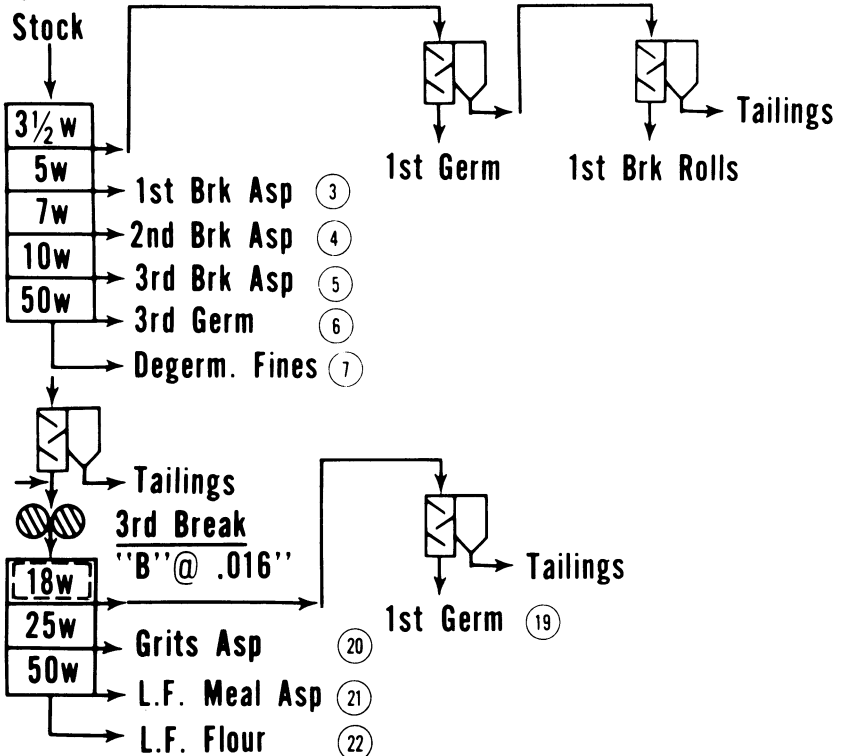 Stock
3½w
5w
7w
10w
50w
1st Germ
1st Brk Rolls
Tailings
1st Brk Asp 3
2nd Brk Asp 4
3rd Brk Asp 5
3rd Germ 6
Degerm. Fines 7
Tailings
3rd Break
"B"@ .016"
18w
25w
50w
Tailings
1st Germ 19
Grits Asp 20
L.F. Meal Asp 21
L.F. Flour 22